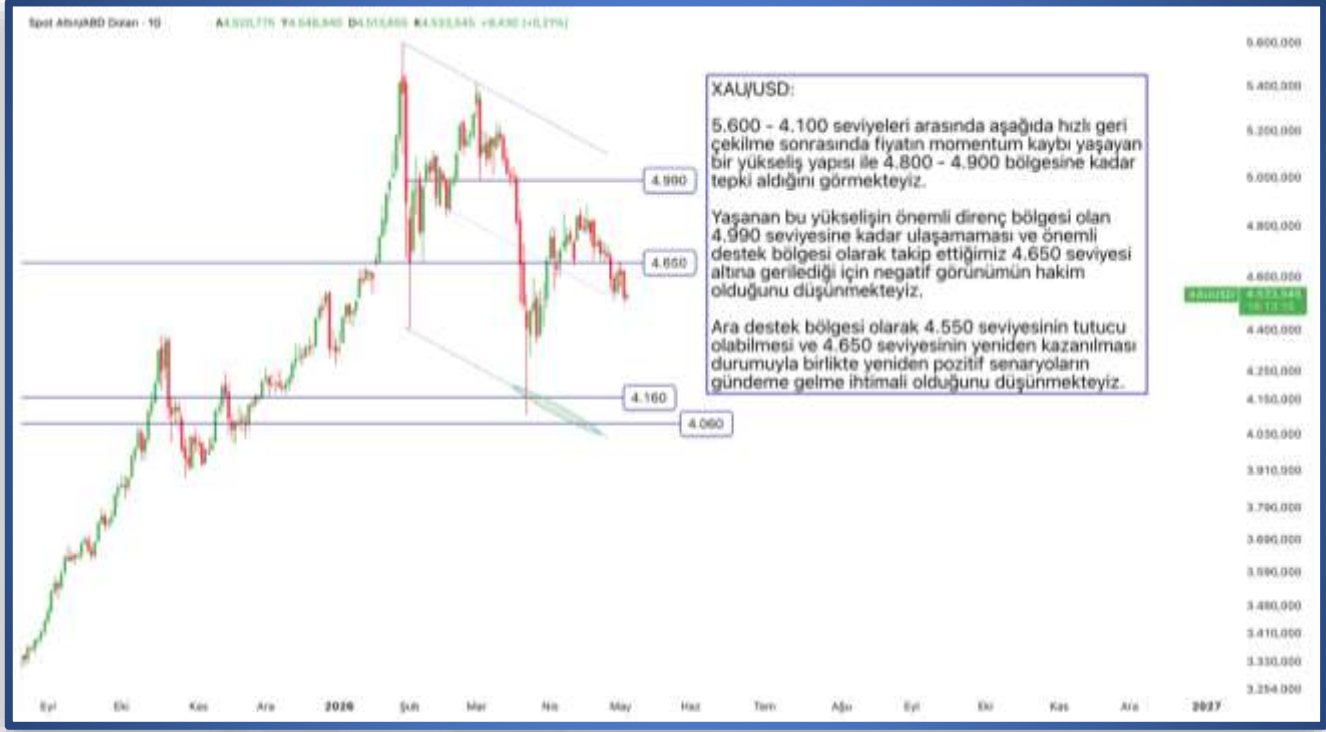 Spot Altın/ABD Doları · 1G
XAU/USD:
5.600 - 4.100 seviyeleri arasında aşağıda hızlı geri
çekilme sonrasında fiyatın momentum kaybı yaşayan
bir yükseliş yapısı ile 4.800 - 4.900 bölgesine kadar
tepki aldığını görmekteyiz.
Yaşanan bu yükselişin önemli direnç bölgesi olan
4.990 seviyesine kadar ulaşamaması ve önemli
destek bölgesi olarak takip ettiğimiz 4.650 seviyesi
altına gerilediği için negatif görünümün hakim
olduğunu düşünmekteyiz.
Ara destek bölgesi olarak 4.550 seviyesinin tutucu
olabilmesi ve 4.650 seviyesinin yeniden kazanılması
durumuyla birlikte yeniden pozitif senaryoların
gündeme gelme ihtimali olduğunu düşünmekteyiz.
4.990
4.650
4.160
4.060
5.600,000
5.400,000
5.200,000
5.000,000
4.800,000
4.600,000
XAUUSD
4.400,000
4.250,000
4.150,000
4.030,000
3.910,000
3.790,000
3.690,000
3.590,000
3.490,000
3.410,000
3.330,000
3.254,000
Eyl Eki Kas Ara 2026 Şub Mar Nis May Haz Tem Ağu Eyl Eki Kas Ara 2027